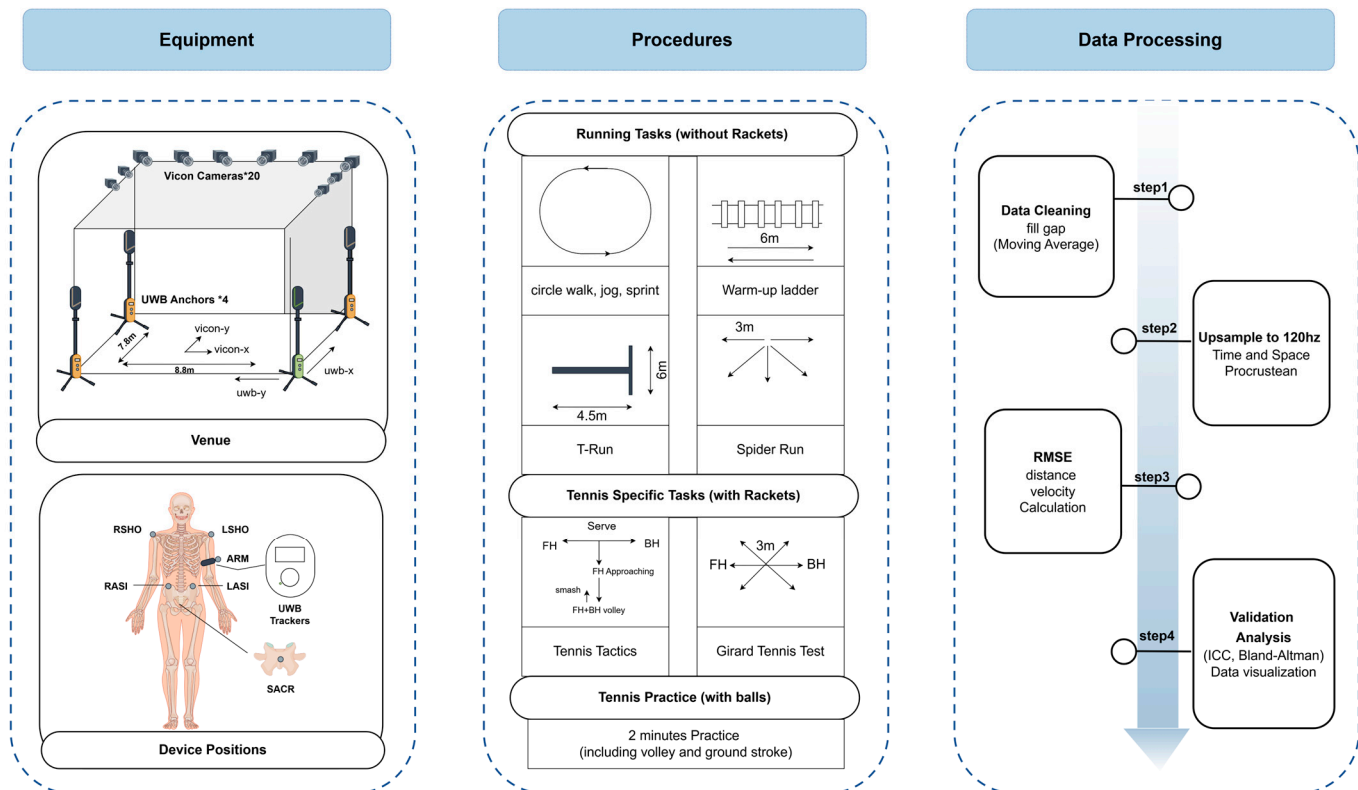 Equipment
Vicon Cameras*20
UWB Anchors *4
vicon-y
7.8m
vicon-x
8.8m
uwb-x
uwb-y
Venue
RSHO
LSHO
ARM
RASI
LASI
UWB
Trackers
SACR
Device Positions
Procedures
Running Tasks (without Rackets)
6m
circle walk, jog, sprint
Warm-up ladder
6m
4.5m
3m
T-Run
Spider Run
Tennis Specific Tasks (with Rackets)
Serve
FH
BH
FH Approaching
smash
FH+BH volley
3m
FH
BH
Tennis Tactics
Girard Tennis Test
Tennis Practice (with balls)
2 minutes Practice
(including volley and ground stroke)
Data Processing
step1
Data Cleaning
fill gap
(Moving Average)
step2
Upsample to 120hz
Time and Space
Procrustean
step3
RMSE
distance
velocity
Calculation
step4
Validation
Analysis
(ICC, Bland-Altman)
Data visualization